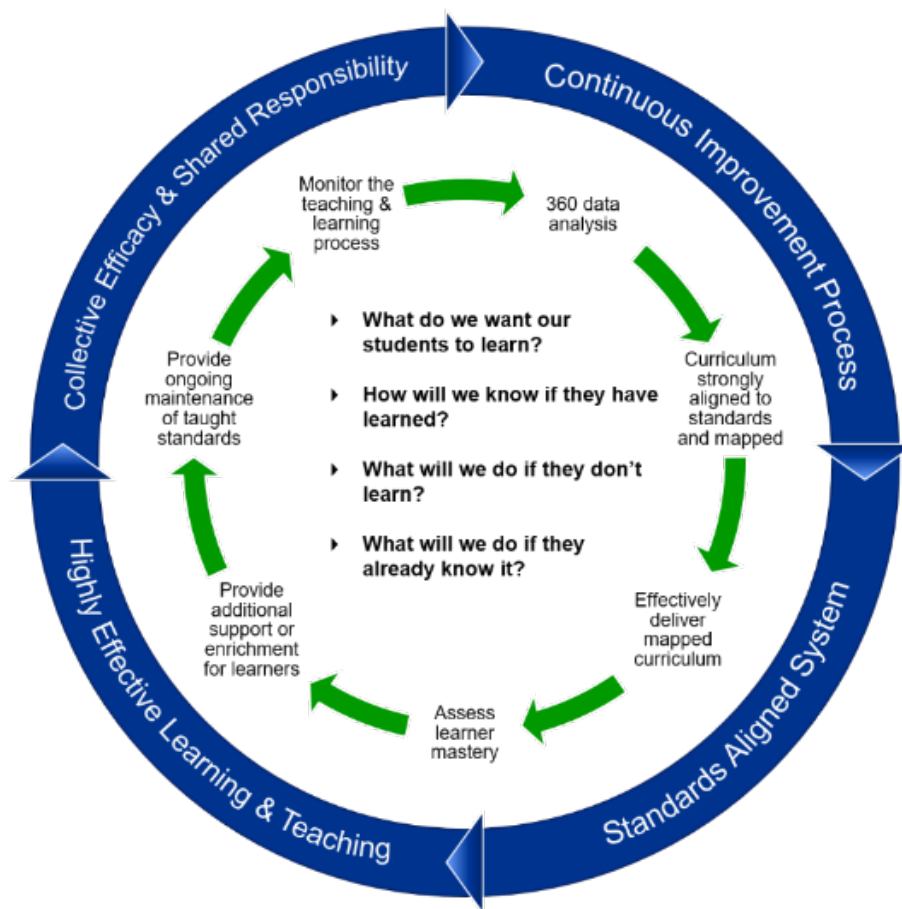 Collective Efficacy & Shared Responsibility
Continuous Improvement Process
Standards Aligned System
Highly Effective Learning & Teaching
Monitor the
teaching &
learning
process
360 data
analysis
Curriculum
strongly
aligned to
standards
and mapped
Effectively
deliver
mapped
curriculum
Assess
learner
mastery
Provide
additional
support or
enrichment
for learners
Provide
ongoing
maintenance
of taught
standards
What do we want our
students to learn?
How will we know if they have
learned?
What will we do if they don’t
learn?
What will we do if they
already know it?